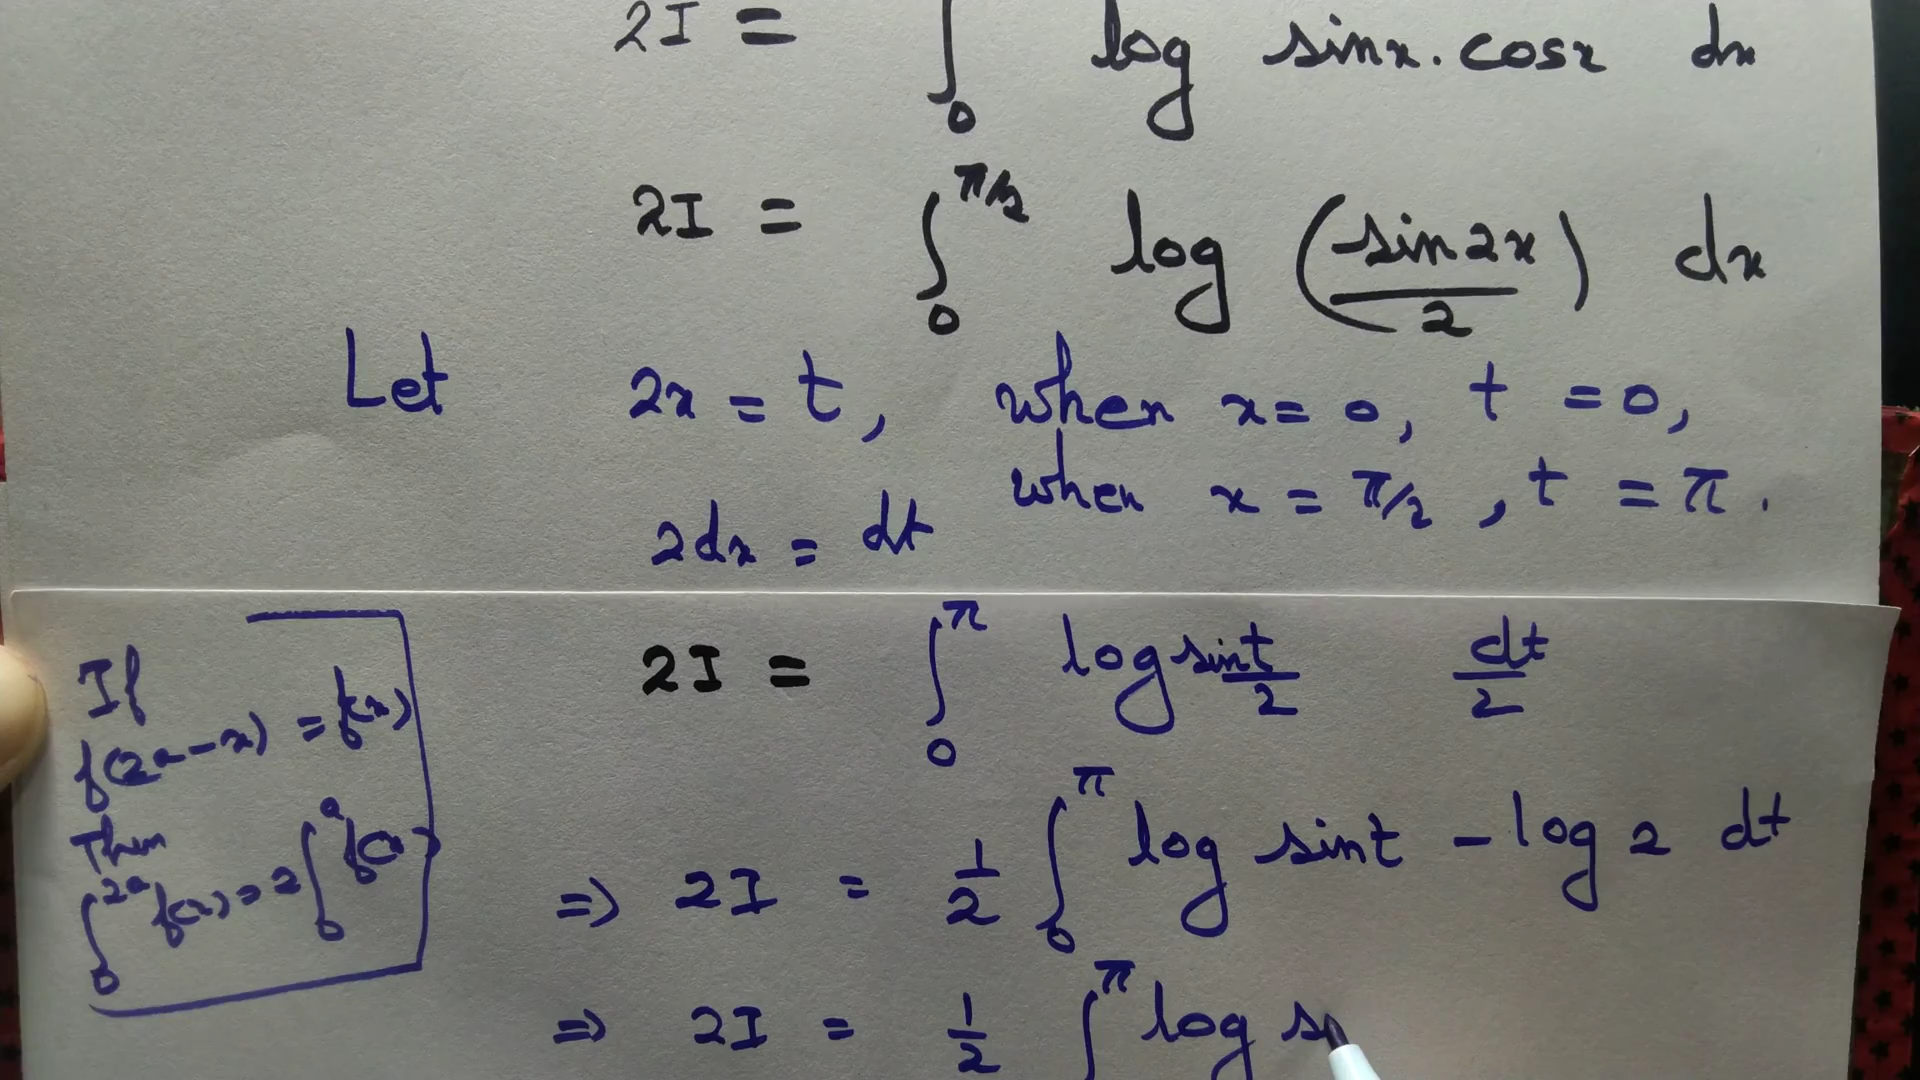 2I = ∫₀ log sinx.cosx dx
2I = ∫₀^π/2 log (sin2x/2) dx
Let 2x = t, when x = 0, t = 0,
when x = π/2, t = π.
2dx = dt
2I = ∫₀^π log sint/2 dt/2
⇒ 2I = 1/2 ∫₀^π log sint - log 2 dt
⇒ 2I = 1/2 ∫^π log s
If
f(2a-x) = f(x)
Then
∫₀^2a f(x) = 2 ∫₀^a f(x)